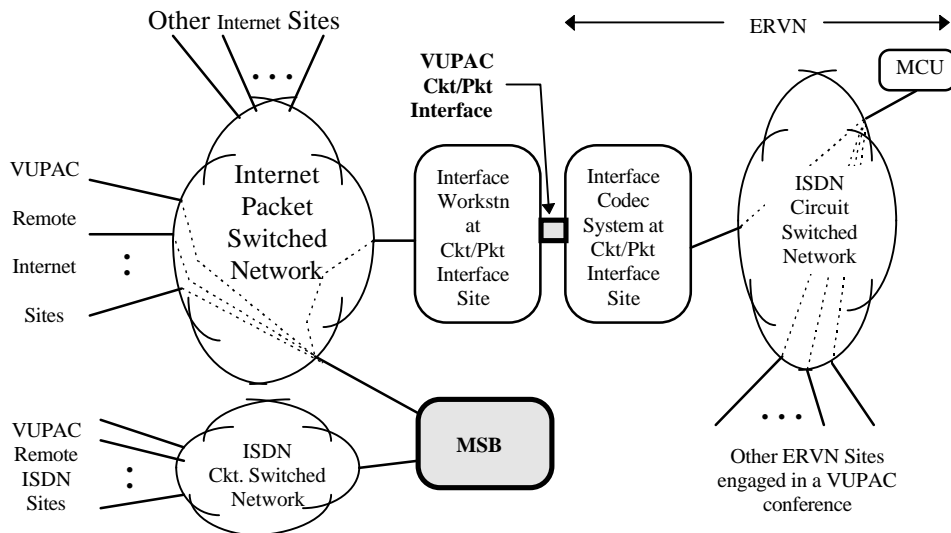 Other Internet Sites
ERVN
VUPAC
Ckt/Pkt
Interface
MCU
VUPAC
Remote
Internet
Sites
Internet
Packet
Switched
Network
Interface
Workstn
at
Ckt/Pkt
Interface
Site
Interface
Codec
System at
Ckt/Pkt
Interface
Site
ISDN
Circuit
Switched
Network
VUPAC
Remote
ISDN
Sites
ISDN
Ckt. Switched
Network
MSB
Other ERVN Sites
engaged in a VUPAC
conference